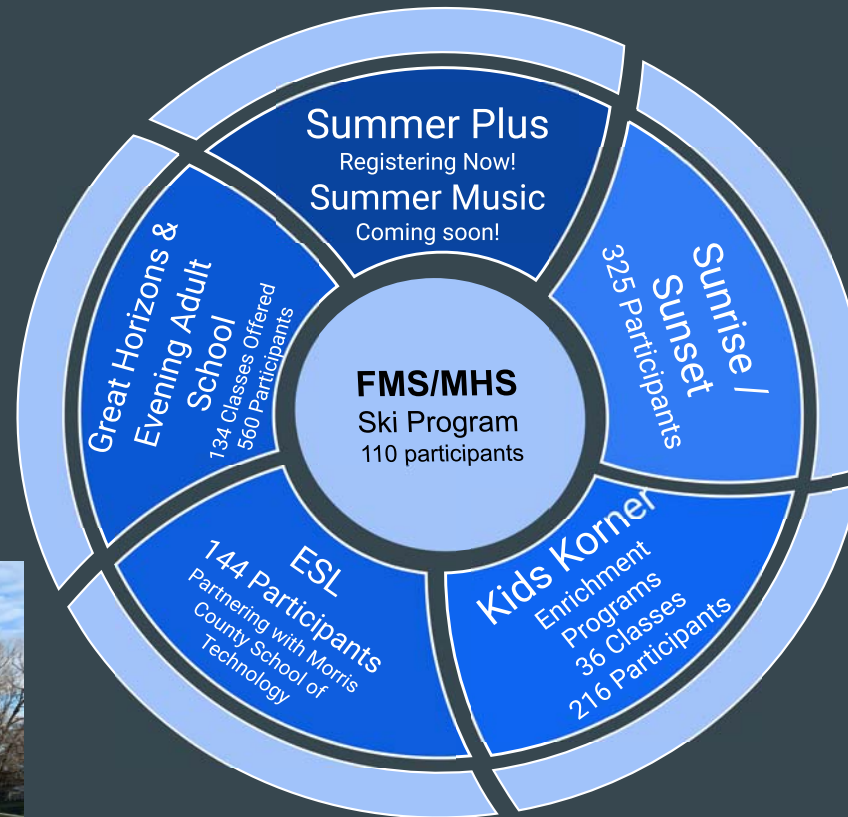 Summer Plus
Registering Now!
Summer Music
Coming soon!
Sunrise /
Sunset
325 Participants
Kids Korner
Enrichment
Programs
36 Classes
216 Participants
ESL
144 Participants
Partnering with Morris
County School of
Technology
Great Horizons &
Evening Adult
School
134 Classes Offered
560 Participants
FMS/MHS
Ski Program
110 participants